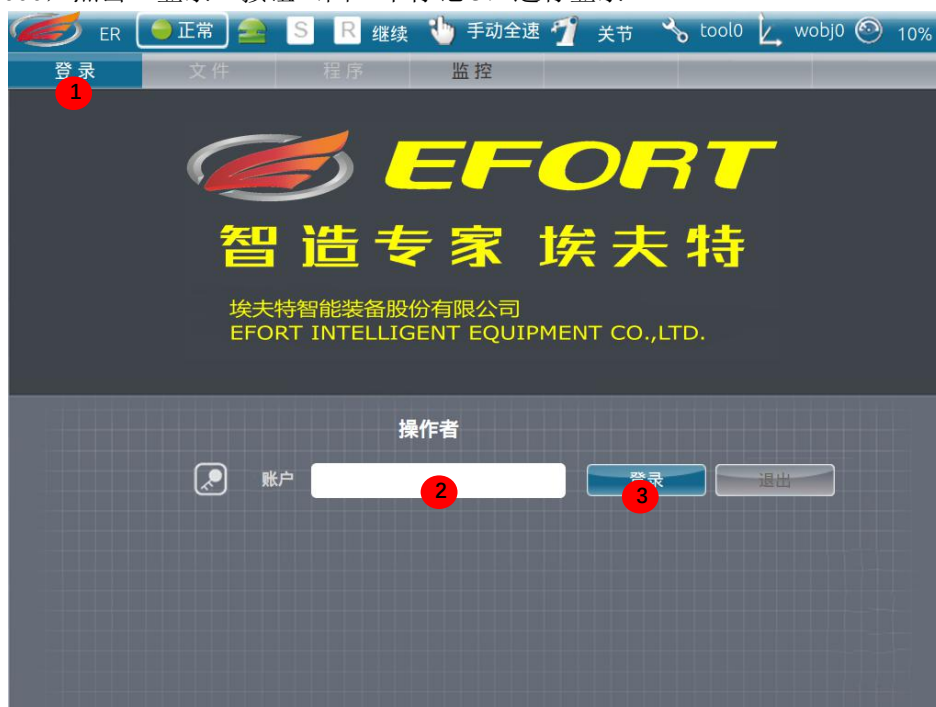 ER 正常 S R 继续 手动全速 关节 tool0 wobj0 10%
登录 文件 程序 监控
1
EFORT
智造专家 埃夫特
埃夫特智能装备股份有限公司
EFORT INTELLIGENT EQUIPMENT CO.,LTD.
操作者
账户 2 登录 3 退出